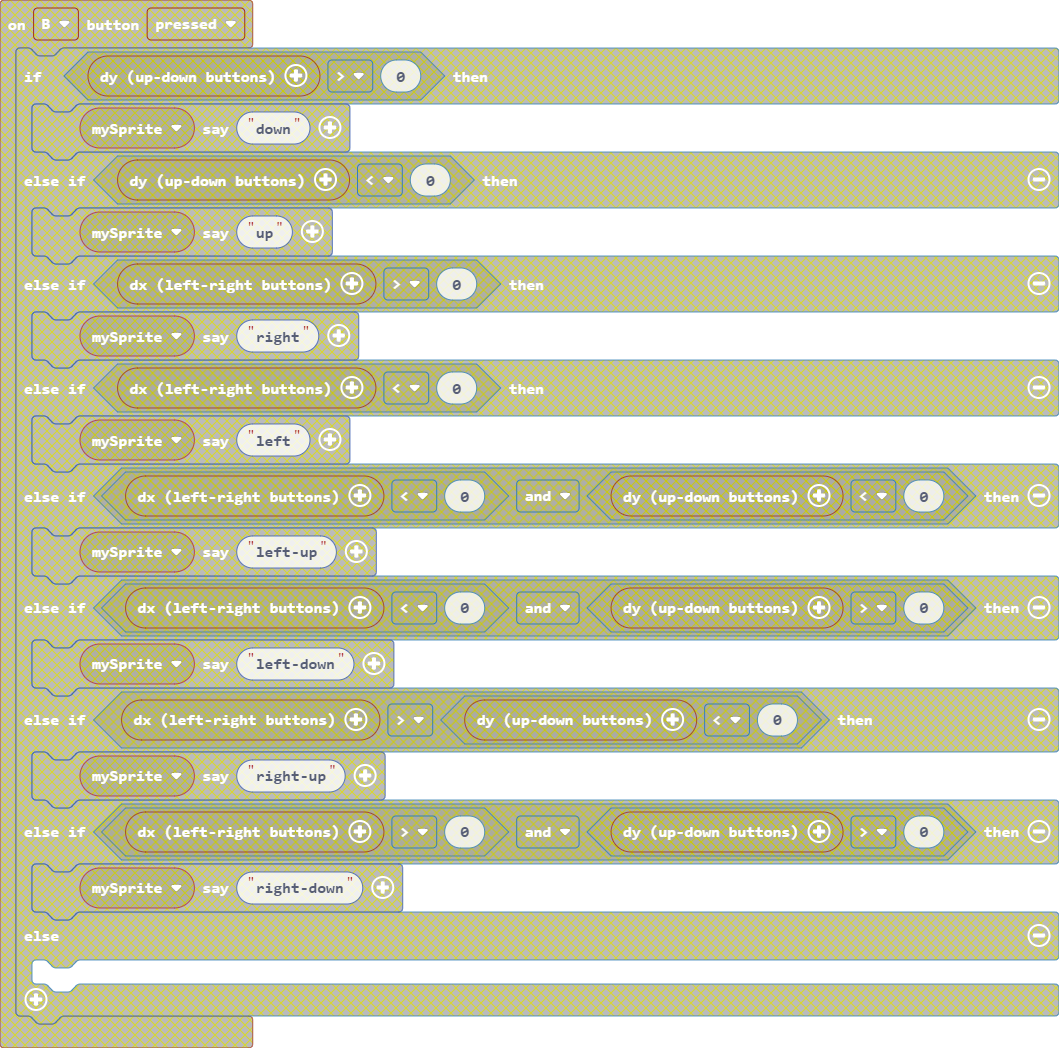 on B button pressed
if dy (up-down buttons) > 0 then
mySprite say "down"
else if dy (up-down buttons) < 0 then
mySprite say "up"
else if dx (left-right buttons) > 0 then
mySprite say "right"
else if dx (left-right buttons) < 0 then
mySprite say "left"
else if dx (left-right buttons) < 0 and dy (up-down buttons) < 0 then
mySprite say "left-up"
else if dx (left-right buttons) < 0 and dy (up-down buttons) > 0 then
mySprite say "left-down"
else if dx (left-right buttons) > dy (up-down buttons) < 0 then
mySprite say "right-up"
else if dx (left-right buttons) > 0 and dy (up-down buttons) > 0 then
mySprite say "right-down"
else